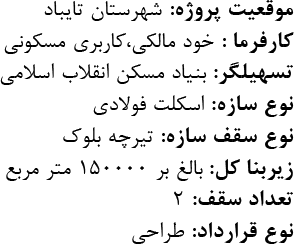 موقعیت پروژه: شهرستان تایباد
کارفرما : خود مالکی،کاربری مسکونی
تسهیلگر: بنیاد مسکن انقلاب اسلامی
نوع سازه: اسکلت فولادی
نوع سقف سازه: تیرچه بلوک
زیربنا کل: بالغ بر ۱۵۰۰۰۰ متر مربع
تعداد سقف: ۲
نوع قرارداد: طراحی